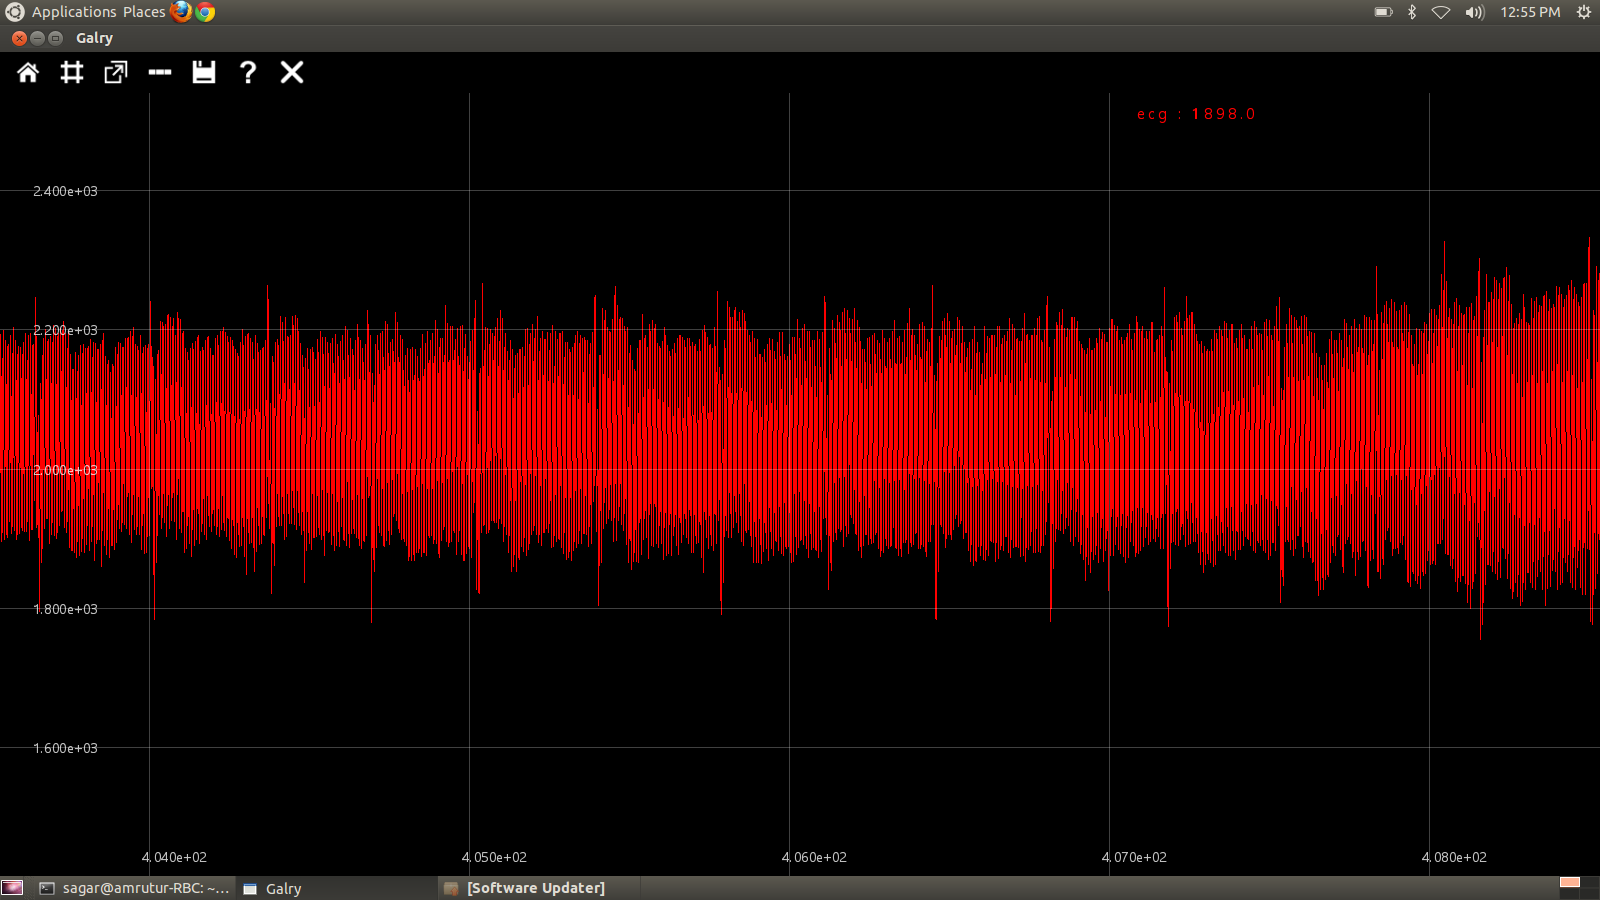 Applications Places 12:55 PM
Galry
ecg : 1898.0
2.400e+03
2.200e+03
2.000e+03
1.800e+03
1.600e+03
4.040e+02 4.050e+02 4.060e+02 4.070e+02 4.080e+02
sagar@amrutur-RBC: ~... Galry [Software Updater]